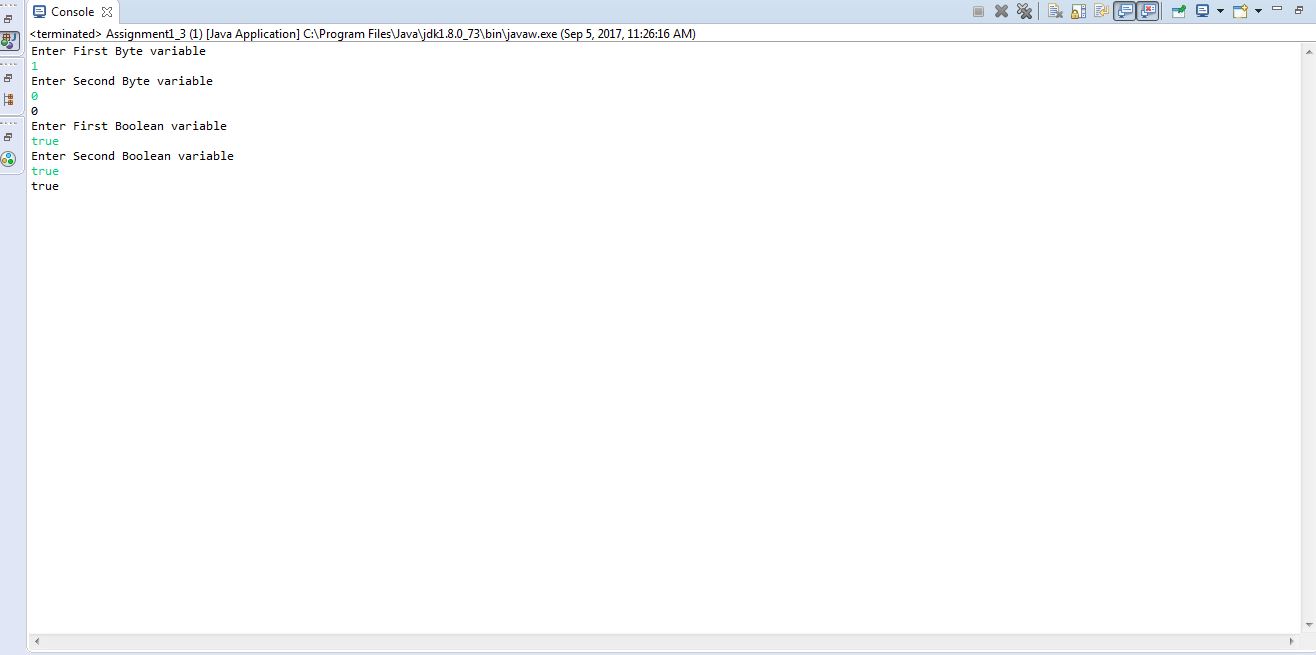 Console
<terminated> Assignment1_3 (1) [Java Application] C:\Program Files\Java\jdk1.8.0_73\bin\javaw.exe (Sep 5, 2017, 11:26:16 AM)
Enter First Byte variable
1
Enter Second Byte variable
0
0
Enter First Boolean variable
true
Enter Second Boolean variable
true
true